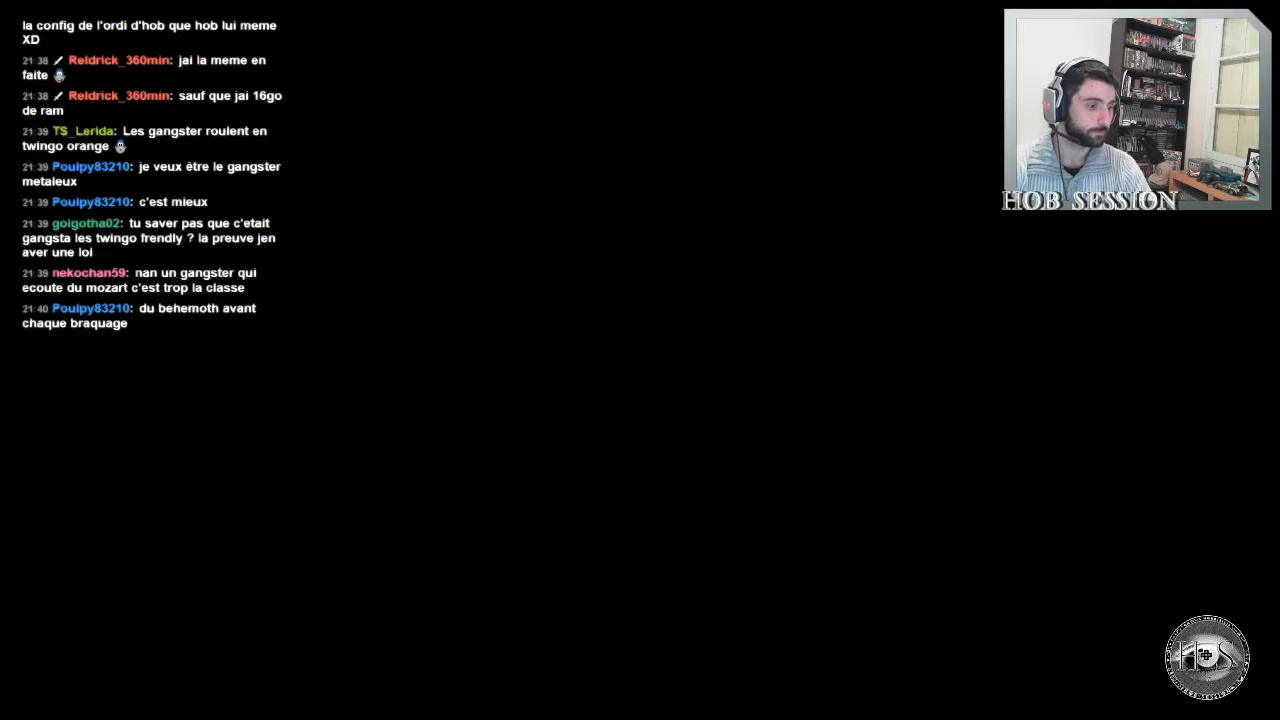 la config de l'ordi d'hob que hob lui meme
XD
21:38 Reldrick_360min: jai la meme en
faite
21:38 Reldrick_360min: sauf que jai 16go
de ram
21:39 TS_Lerida: Les gangster roulent en
twingo orange
21:39 Poulpy83210: je veux être le gangster
metaleux
21:39 Poulpy83210: c'est mieux
21:39 golgotha02: tu saver pas que c'etait
gangsta les twingo frendly ? la preuve jen
aver une lol
21:39 nekochan59: nan un gangster qui
ecoute du mozart c'est trop la classe
21:40 Poulpy83210: du behemoth avant
chaque braquage
HOB SESSION
HOS